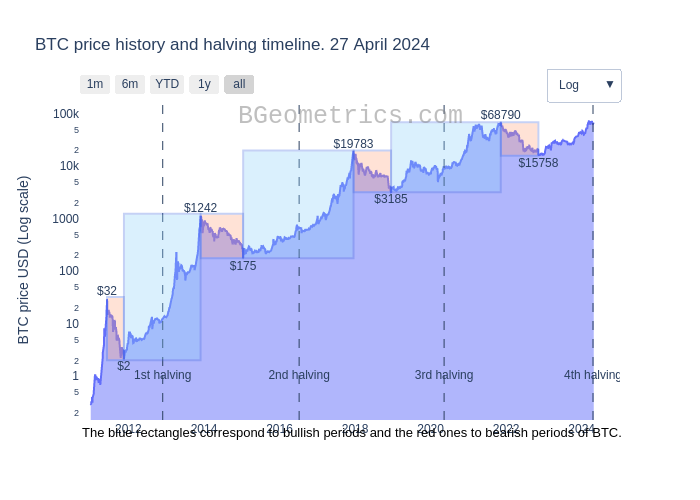 BTC price history and halving timeline. 27 April 2024
1m 6m YTD 1y all
Log ▼
BGeometrics.com
BTC price USD (Log scale)
100k
5
2
10k
5
2
1000
5
2
100
5
2
10
5
2
1
5
2
$32
$2
$1242
$175
$19783
$3185
$68790
$15758
1st halving
2nd halving
3rd halving
4th halving
2012 2014 2016 2018 2020 2022 2024
The blue rectangles correspond to bullish periods and the red ones to bearish periods of BTC.